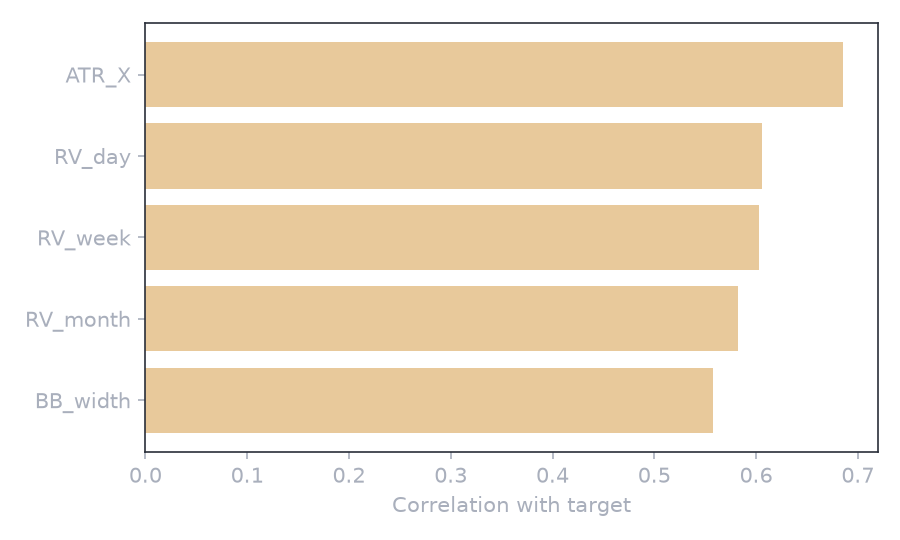 ATR_X
RV_day
RV_week
RV_month
BB_width
0.0 0.1 0.2 0.3 0.4 0.5 0.6 0.7
Correlation with target